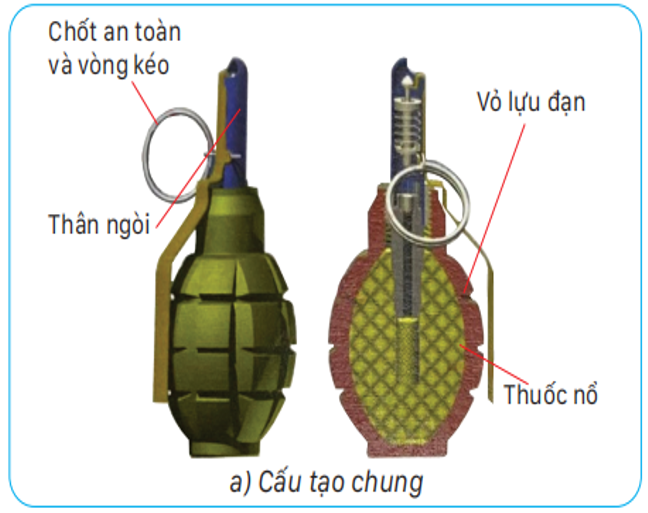 Chốt an toàn
và vòng kéo
Vỏ lựu đạn
Thân ngòi
Thuốc nổ
a) Cấu tạo chung